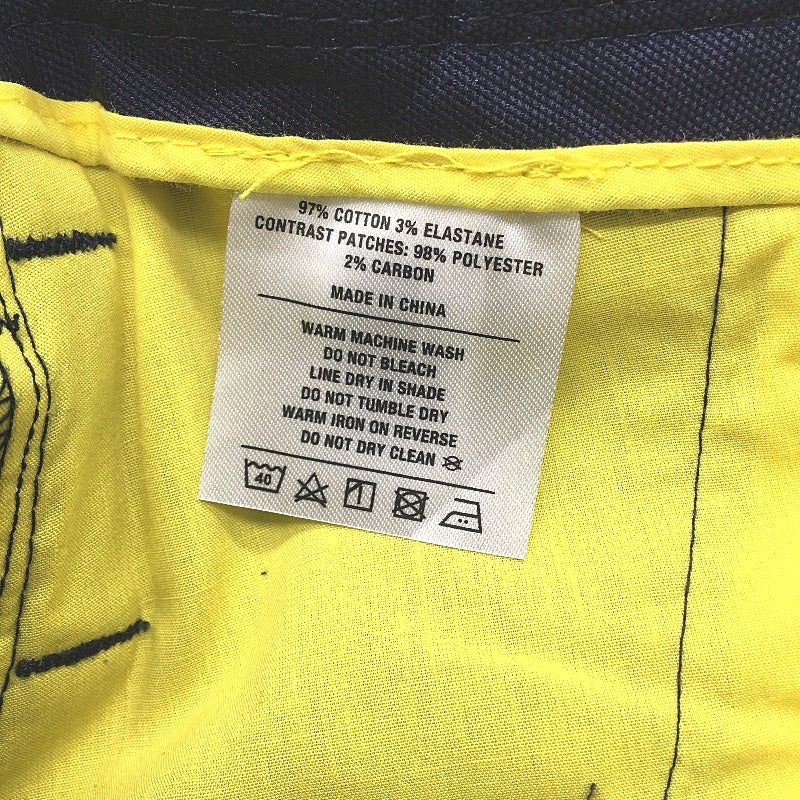 97% COTTON 3% ELASTANE
CONTRAST PATCHES: 98% POLYESTER
2% CARBON
MADE IN CHINA
WARM MACHINE WASH
DO NOT BLEACH
LINE DRY IN SHADE
DO NOT TUMBLE DRY
WARM IRON ON REVERSE
DO NOT DRY CLEAN
40